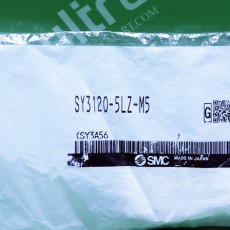 SY3120-5LZ-M5
G
(SY3A56 )
SMC MADE IN JAPAN